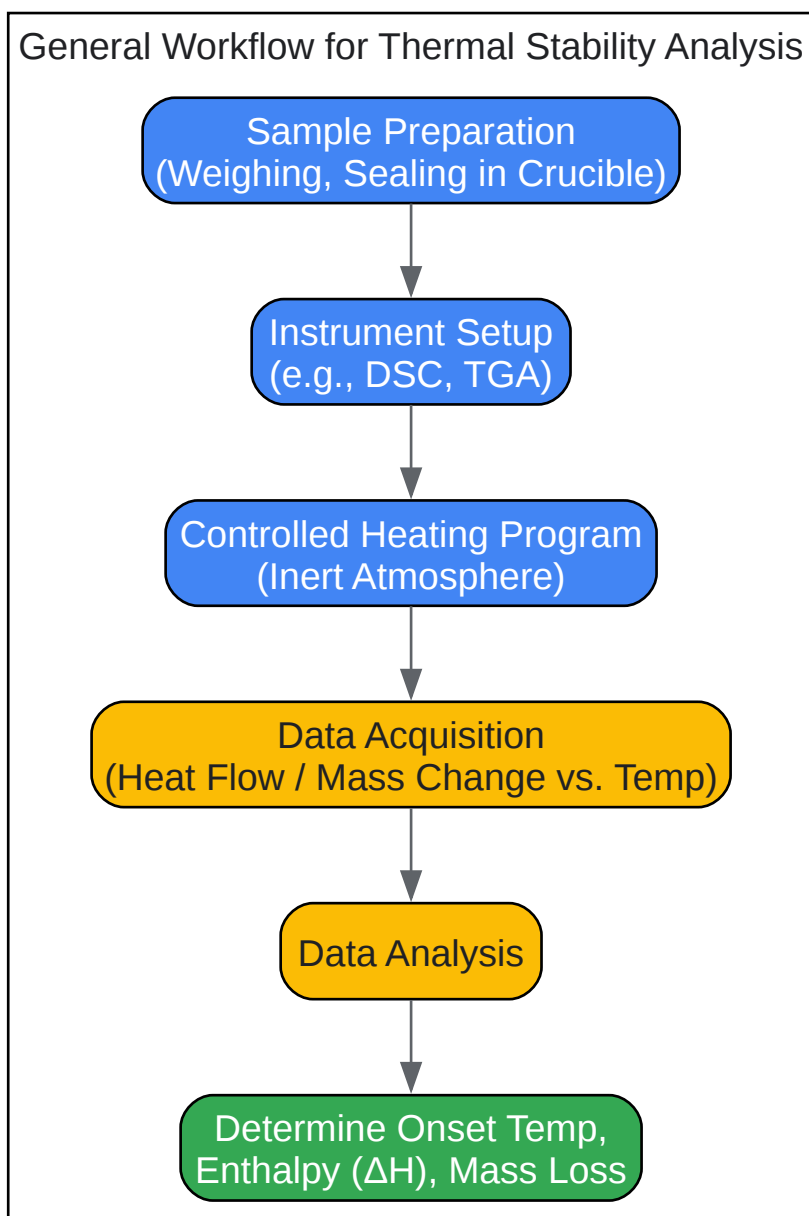 General Workflow for Thermal Stability Analysis
Sample Preparation
(Weighing, Sealing in Crucible)
Instrument Setup
(e.g., DSC, TGA)
Controlled Heating Program
(Inert Atmosphere)
Data Acquisition
(Heat Flow / Mass Change vs. Temp)
Data Analysis
Determine Onset Temp,
Enthalpy (ΔH), Mass Loss